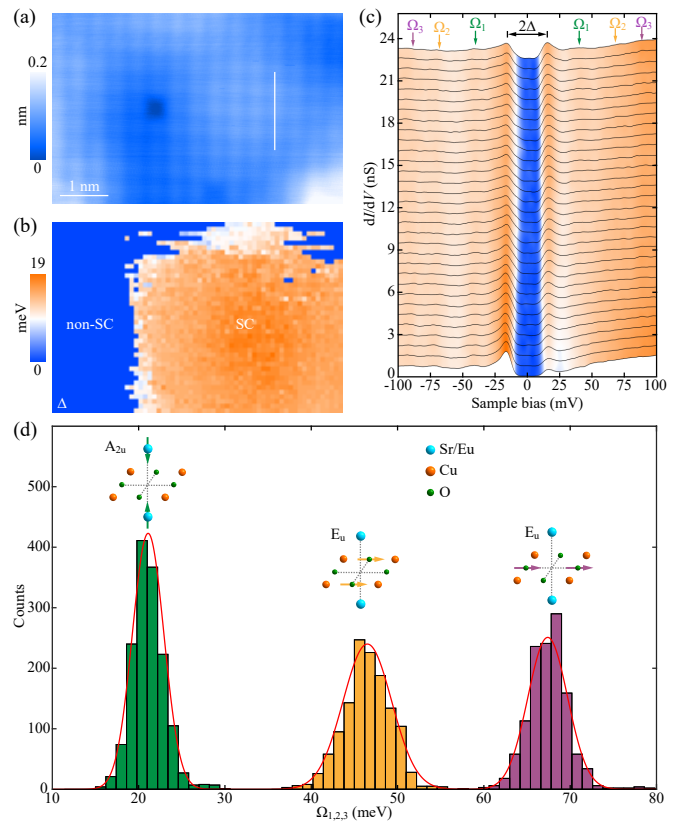 (a)
0.2
nm
0
1 nm
(b)
19
meV
0
non-SC
SC
Δ
(c)
Ω3 Ω2 Ω1 2Δ Ω1 Ω2 Ω3
24
21
18
15
12
9
6
3
0
dI/dV (nS)
-100 -75 -50 -25 0 25 50 75 100
Sample bias (mV)
(d)
A2u
Eu
Eu
Sr/Eu
Cu
O
500
400
300
200
100
0
Counts
10 20 30 40 50 60 70 80
Ω1,2,3 (meV)